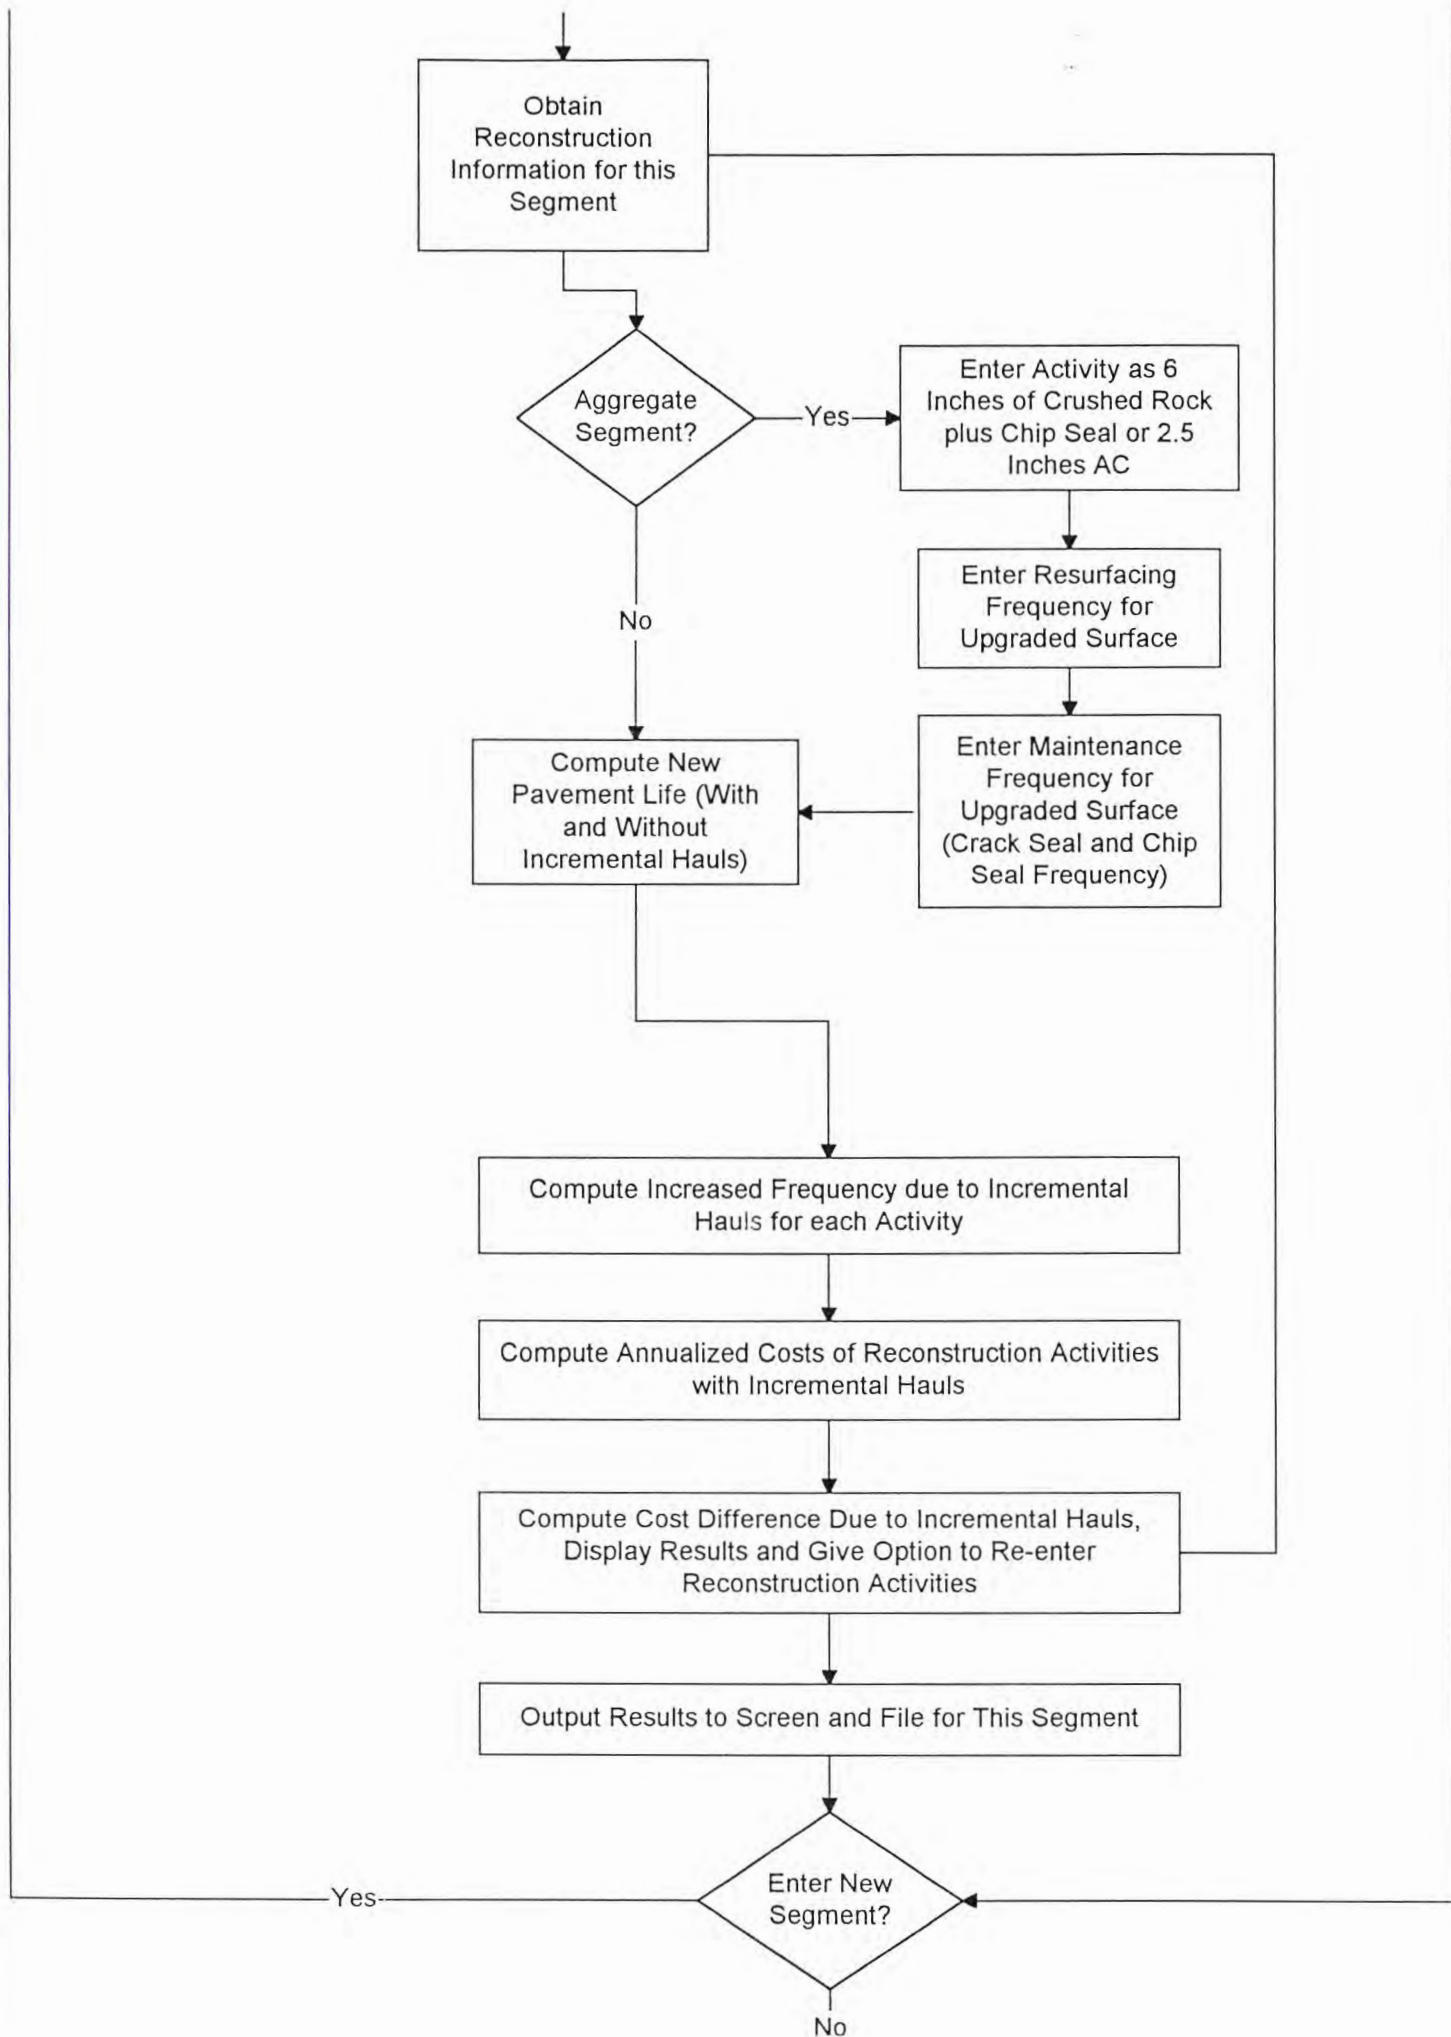 Obtain
Reconstruction
Information for this
Segment
Aggregate
Segment?
Yes
Enter Activity as 6
Inches of Crushed Rock
plus Chip Seal or 2.5
Inches AC
Enter Resurfacing
Frequency for
Upgraded Surface
No
Enter Maintenance
Frequency for
Upgraded Surface
(Crack Seal and Chip
Seal Frequency)
Compute New
Pavement Life (With
and Without
Incremental Hauls)
Compute Increased Frequency due to Incremental
Hauls for each Activity
Compute Annualized Costs of Reconstruction Activities
with Incremental Hauls
Compute Cost Difference Due to Incremental Hauls,
Display Results and Give Option to Re-enter
Reconstruction Activities
Output Results to Screen and File for This Segment
Enter New
Segment?
Yes
No